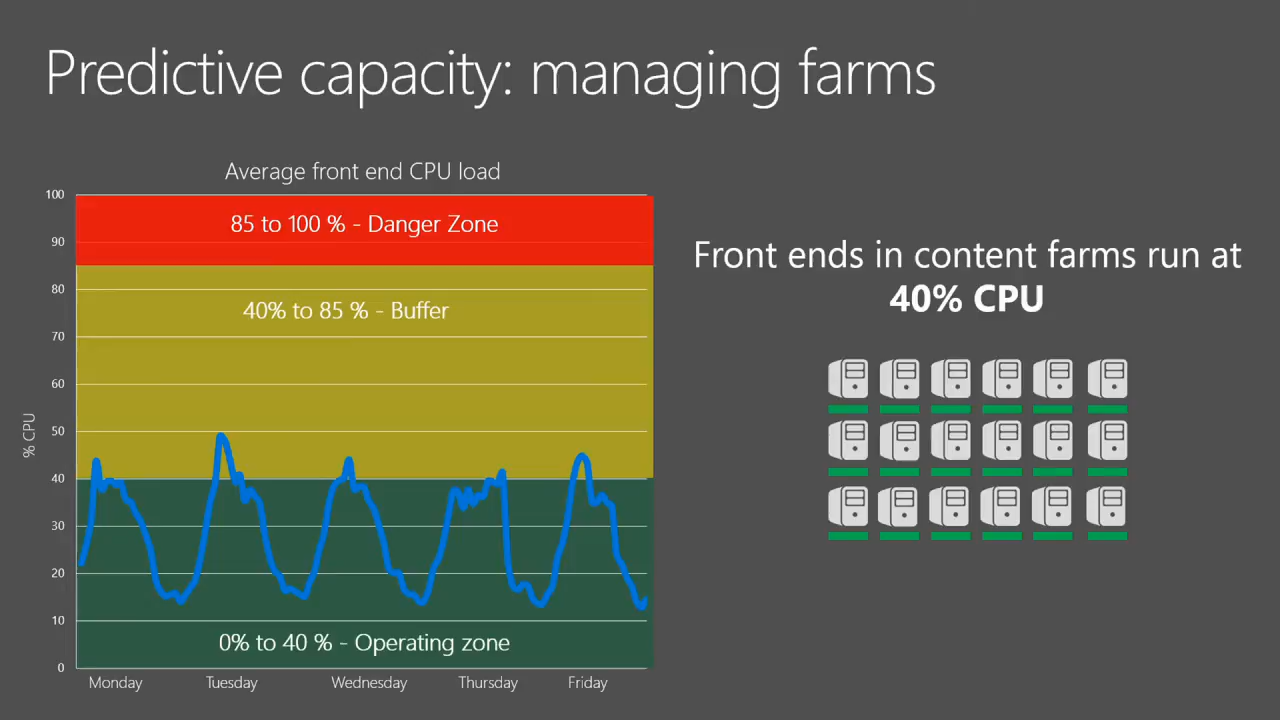 Predictive capacity: managing farms
Average front end CPU load
100
90
80
70
60
50
40
30
20
10
0
% CPU
85 to 100 % - Danger Zone
40% to 85 % - Buffer
0% to 40 % - Operating zone
Monday
Tuesday
Wednesday
Thursday
Friday
Front ends in content farms run at
40% CPU